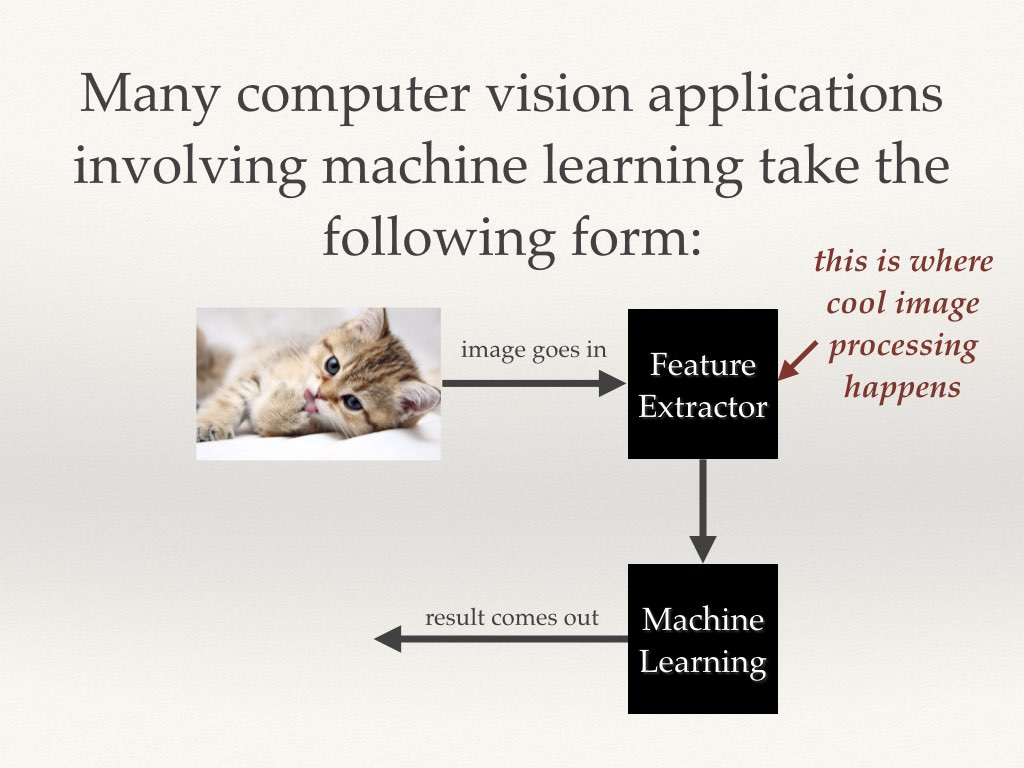 Many computer vision applications
involving machine learning take the
following form:
this is where
cool image
processing
happens
image goes in
Feature
Extractor
result comes out
Machine
Learning